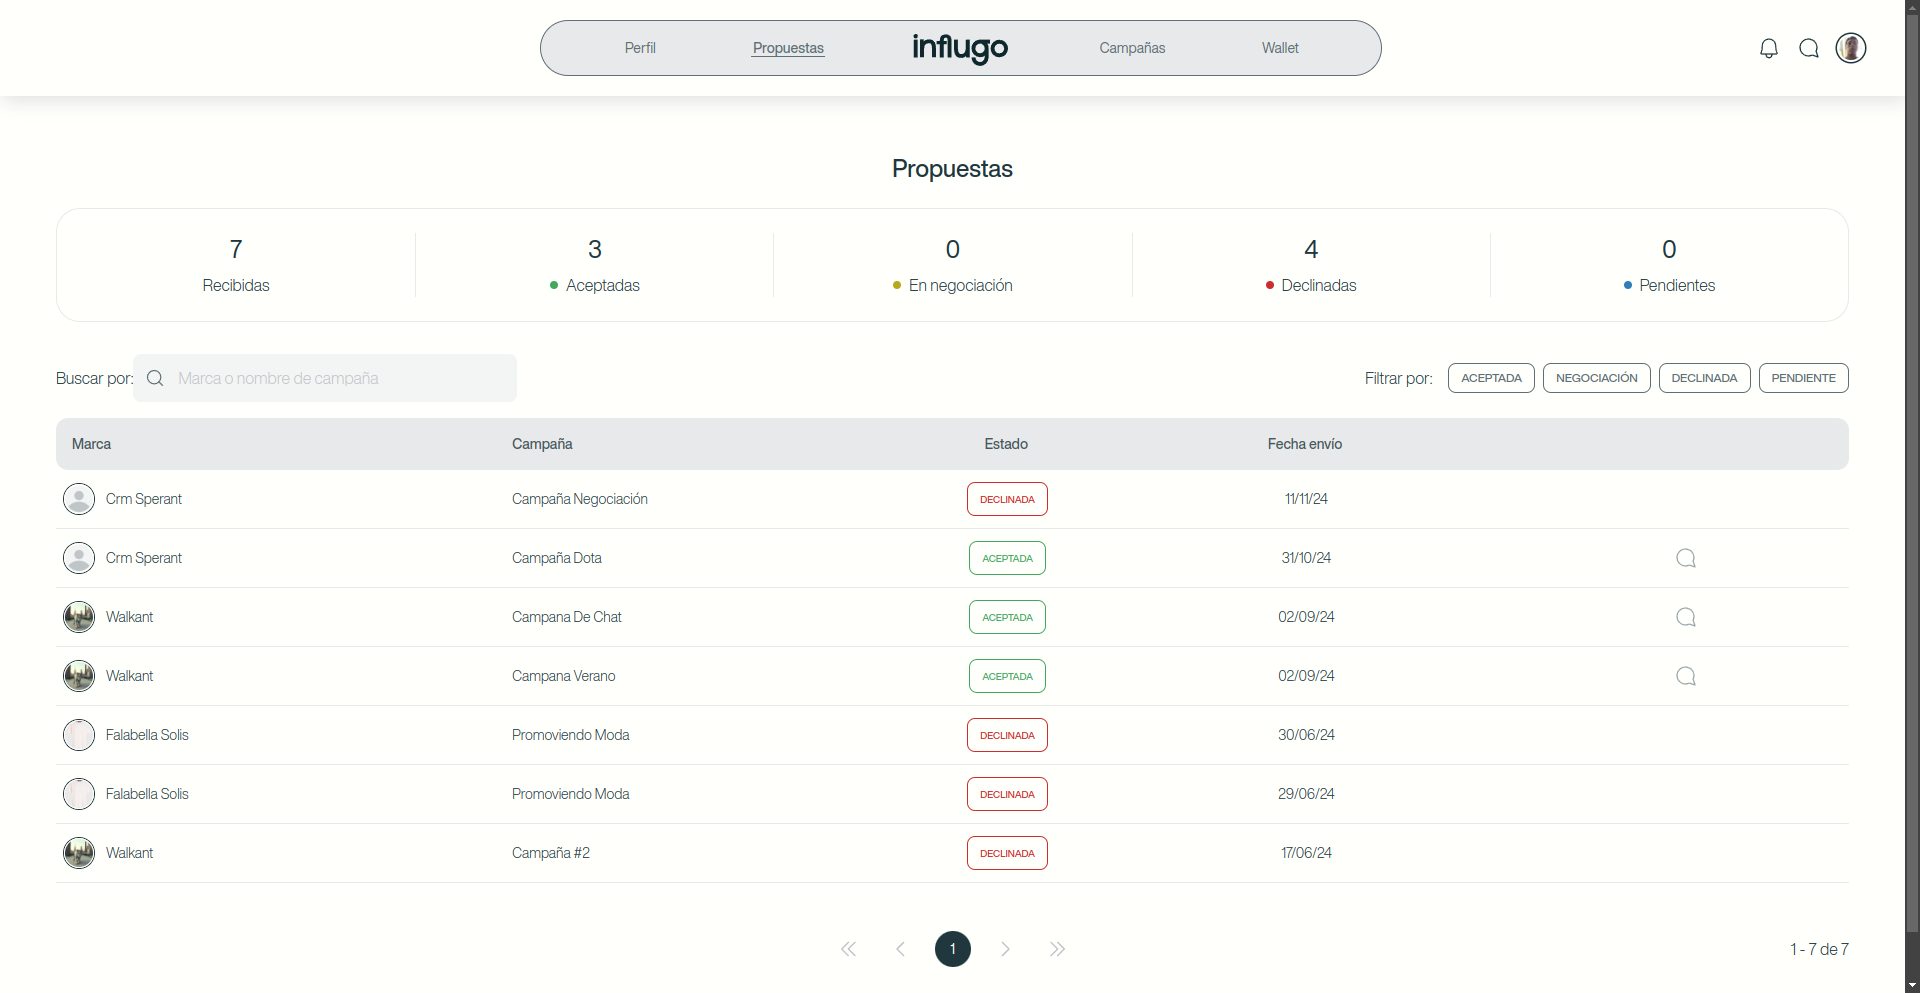 Perfil Propuestas influgo Campañas Wallet
Propuestas
7 3 0 4 0
Recibidas Aceptadas En negociación Declinadas Pendientes
Buscar por: Marca o nombre de campaña Filtrar por: ACEPTADA NEGOCIACIÓN DECLINADA PENDIENTE
Marca Campaña Estado Fecha envío
Crm Sperant Campaña Negociación DECLINADA 11/11/24
Crm Sperant Campaña Dota ACEPTADA 31/10/24
Walkant Campana De Chat ACEPTADA 02/09/24
Walkant Campana Verano ACEPTADA 02/09/24
Falabella Solis Promoviendo Moda DECLINADA 30/06/24
Falabella Solis Promoviendo Moda DECLINADA 29/06/24
Walkant Campaña #2 DECLINADA 17/06/24
1 1 - 7 de 7